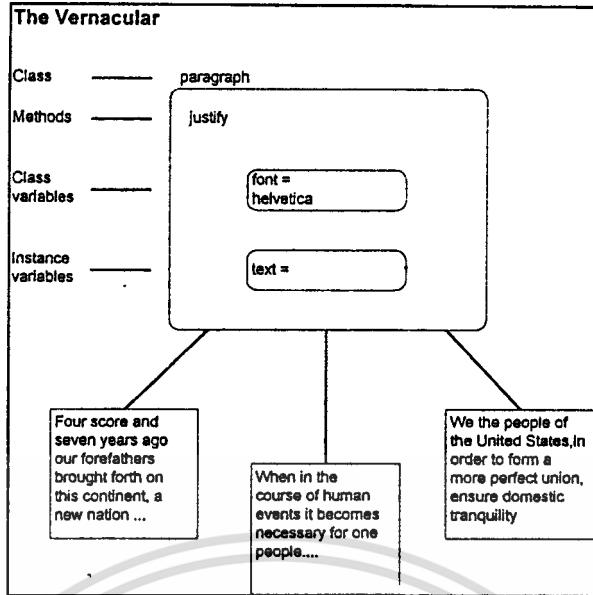 The Vernacular
Class
paragraph
Methods
justify
Class
variables
font =
helvetica
Instance
variables
text =
Four score and
seven years ago
our forefathers
brought forth on
this continent, a
new nation ...
When in the
course of human
events it becomes
necessary for one
people....
We the people of
the United States,in
order to form a
more perfect union,
ensure domestic
tranquility